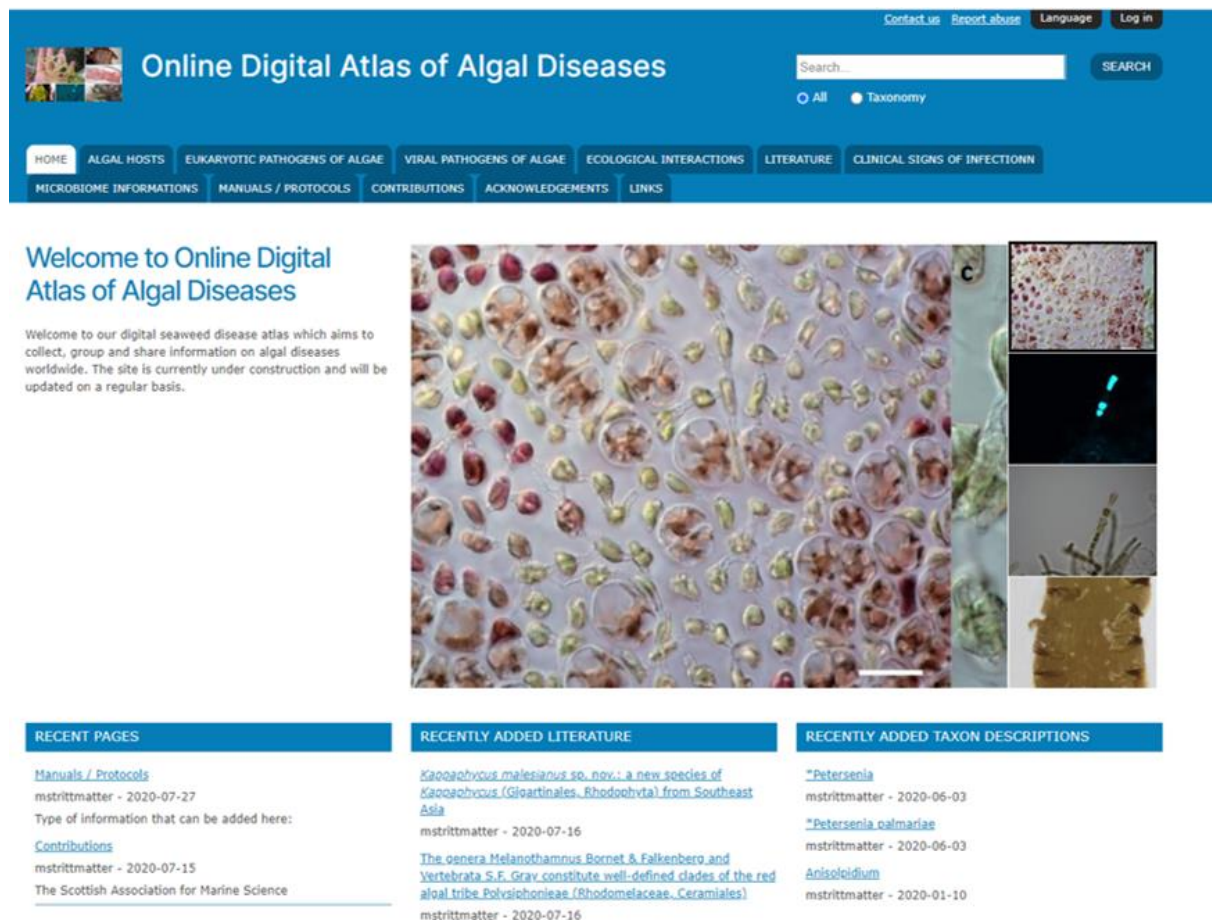 Contact us Report abuse Language Log in
Online Digital Atlas of Algal Diseases
Search...
SEARCH
All Taxonomy
HOME ALGAL HOSTS EUKARYOTIC PATHOGENS OF ALGAE VIRAL PATHOGENS OF ALGAE ECOLOGICAL INTERACTIONS LITERATURE CLINICAL SIGNS OF INFECTIONN
MICROBIOME INFORMATIONS MANUALS / PROTOCOLS CONTRIBUTIONS ACKNOWLEDGEMENTS LINKS
Welcome to Online Digital
Atlas of Algal Diseases
Welcome to our digital seaweed disease atlas which aims to
collect, group and share information on algal diseases
worldwide. The site is currently under construction and will be
updated on a regular basis.
C
RECENT PAGES
Manuals / Protocols
mstrittmatter - 2020-07-27
Type of information that can be added here:
Contributions
mstrittmatter - 2020-07-15
The Scottish Association for Marine Science
RECENTLY ADDED LITERATURE
Kappaphycus malesianus sp. nov.: a new species of
Kappaphycus (Gigartinales, Rhodophyta) from Southeast
Asia
mstrittmatter - 2020-07-16
The genera Melanothamnus Bornet & Falkenberg and
Vertebrata S.F. Gray constitute well-defined clades of the red
algal tribe Polysiphonieae (Rhodomelaceae, Ceramiales)
mstrittmatter - 2020-07-16
RECENTLY ADDED TAXON DESCRIPTIONS
"Petersenia
mstrittmatter - 2020-06-03
"Petersenia palmariae
mstrittmatter - 2020-06-03
Anisolpidium
mstrittmatter - 2020-01-10